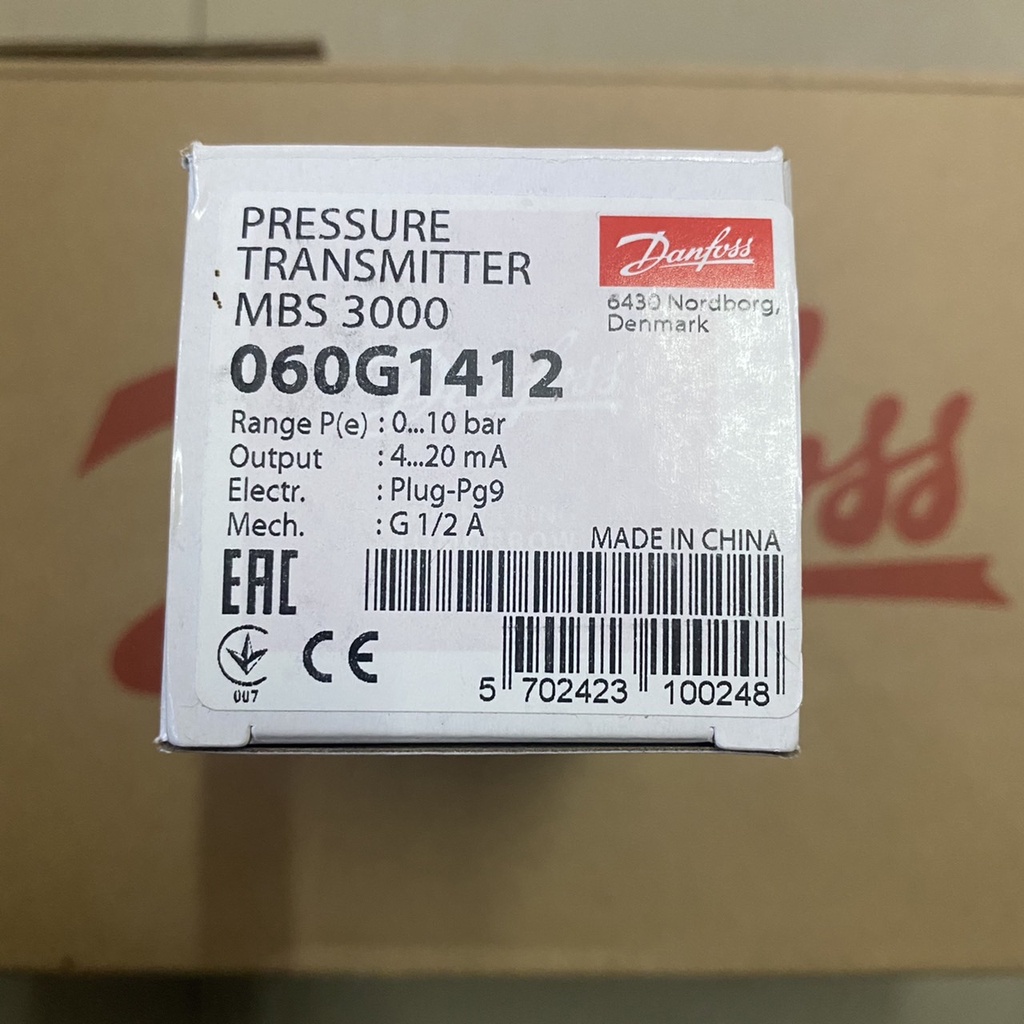 PRESSURE
TRANSMITTER
MBS 3000
060G1412
Range P(e) : 0...10 bar
Output : 4...20 mA
Electr. : Plug-Pg9
Mech. : G 1/2 A
Danfoss
6430 Nordborg,
Denmark
MADE IN CHINA
EAC
007
CE
5 702423 100248